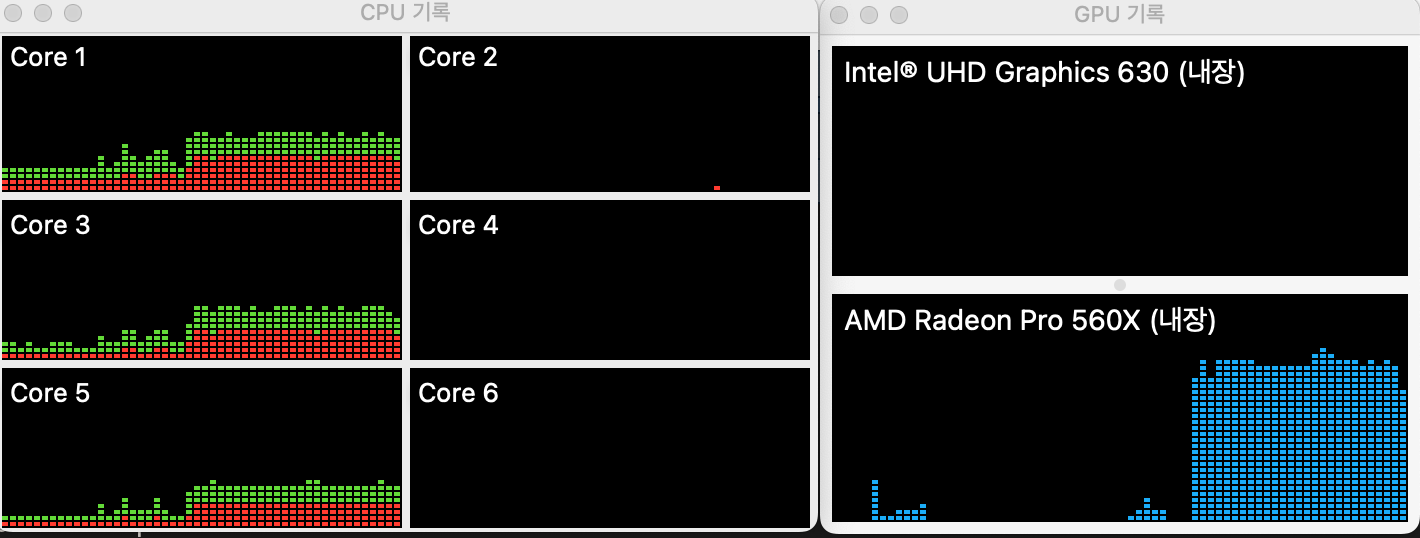 CPU 기록
Core 1
Core 2
Core 3
Core 4
Core 5
Core 6
GPU 기록
Intel® UHD Graphics 630 (내장)
AMD Radeon Pro 560X (내장)